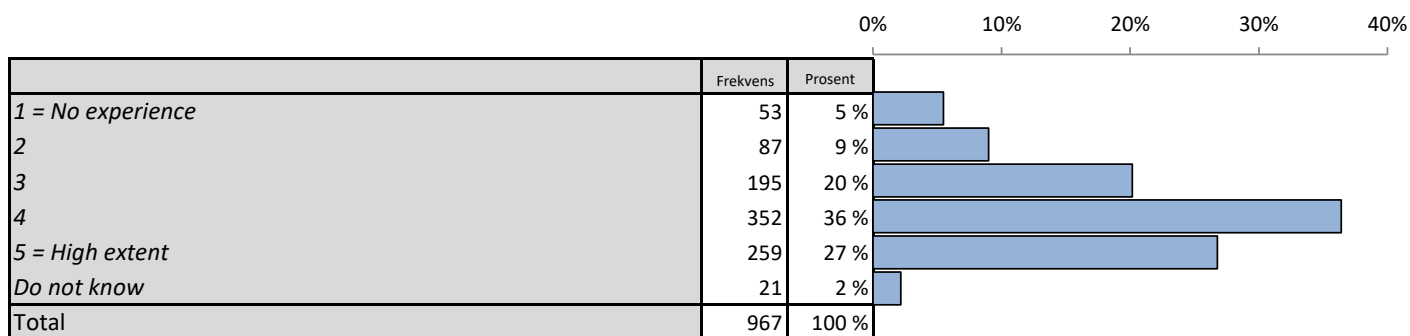 0% 10% 20% 30% 40%
Frekvens Prosent
1 = No experience 53 5 %
2 87 9 %
3 195 20 %
4 352 36 %
5 = High extent 259 27 %
Do not know 21 2 %
Total 967 100 %